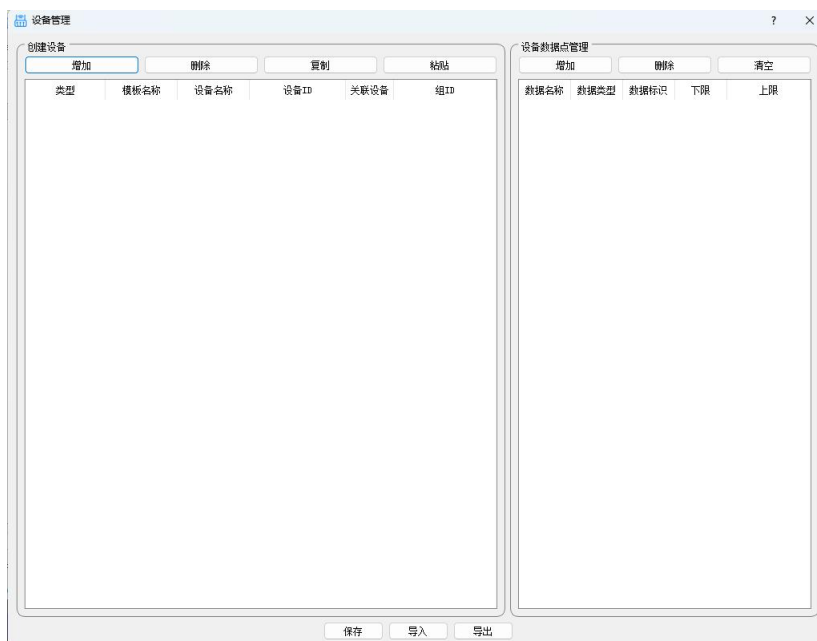 设备管理
创建设备
增加 删除 复制 粘贴
类型 模板名称 设备名称 设备ID 关联设备 组ID
设备数据点管理
增加 删除 清空
数据名称 数据类型 数据标识 下限 上限
保存 导入 导出